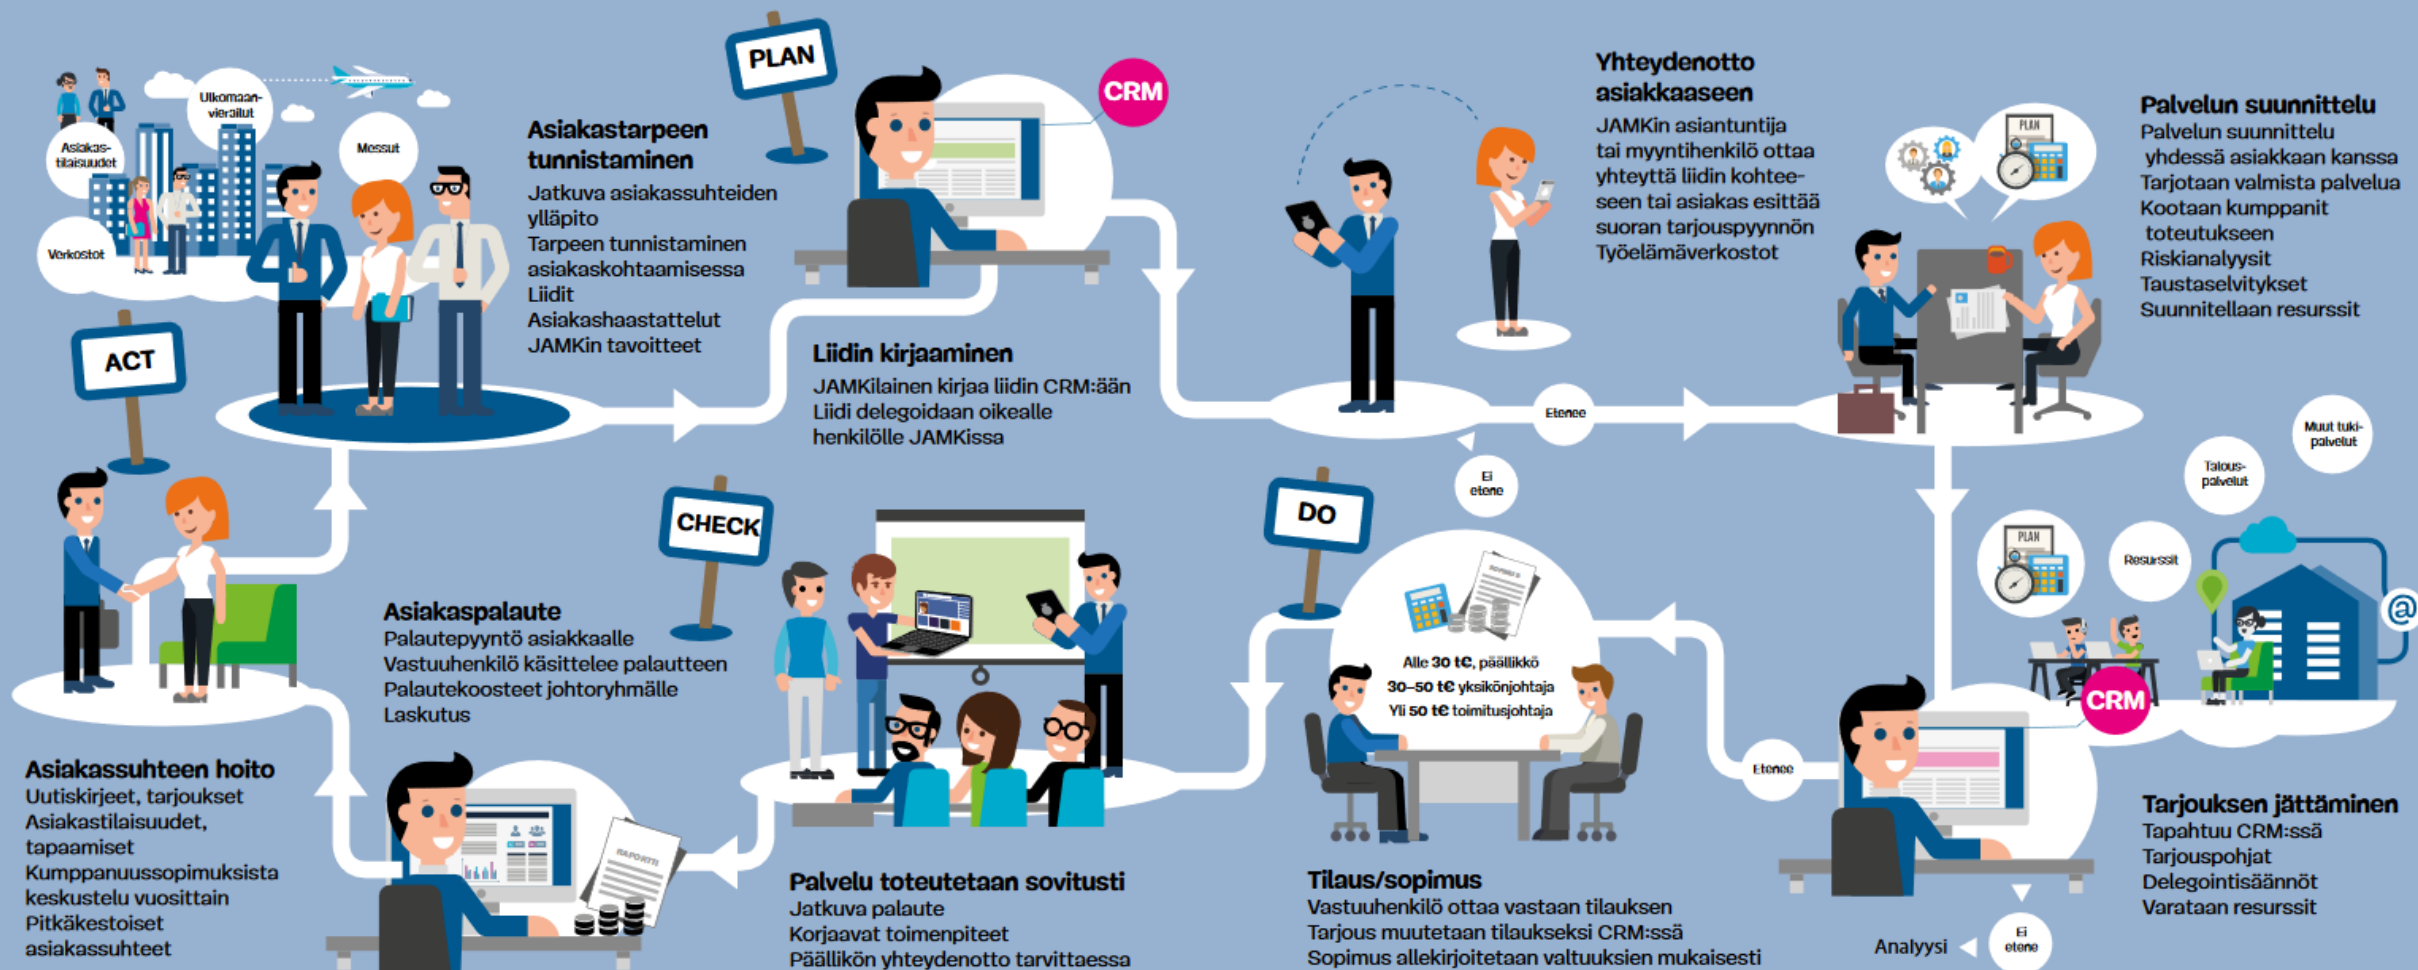 PLAN
CRM
Ulkomaan-
vierailut
Asiakas-
tilaisuudet
Messut
Verkostot
Asiakastarpeen
tunnistaminen
Jatkuva asiakassuhteiden
ylläpito
Tarpeen tunnistaminen
asiakaskohtaamisessa
Liidit
Asiakashaastattelut
JAMKin tavoitteet
Liidin kirjaaminen
JAMKilainen kirjaa liidin CRM:ään
Liidi delegoidaan oikealle
henkilölle JAMKissa
Yhteydenotto
asiakkaaseen
JAMKin asiantuntija
tai myyntihenkilö ottaa
yhteyttä liidin kohtee-
seen tai asiakas esittää
suoran tarjouspyynnön
Työelämäverkostot
Etenee
Ei
etene
PLAN
Palvelun suunnittelu
Palvelun suunnittelu
yhdessä asiakkaan kanssa
Tarjotaan valmista palvelua
Kootaan kumppanit
toteutukseen
Riskianalyysit
Taustaselvitykset
Suunnitellaan resurssit
Muut tuki-
palvelut
Talous-
palvelut
Resurssit
PLAN
@
CRM
Tarjouksen jättäminen
Tapahtuu CRM:ssä
Tarjouspohjat
Delegointisäännöt
Varataan resurssit
Ei
etene
Analyysi
Etenee
DO
SOPIMUS
Alle 30 t€, päällikkö
30–50 t€ yksikönjohtaja
Yli 50 t€ toimitusjohtaja
Tilaus/sopimus
Vastuuhenkilö ottaa vastaan tilauksen
Tarjous muutetaan tilaukseksi CRM:ssä
Sopimus allekirjoitetaan valtuuksien mukaisesti
CHECK
Palvelu toteutetaan sovitusti
Jatkuva palaute
Korjaavat toimenpiteet
Päällikön yhteydenotto tarvittaessa
Asiakaspalaute
Palautepyyntö asiakkaalle
Vastuuhenkilö käsittelee palautteen
Palautekoosteet johtoryhmälle
Laskutus
RAPORTTI
ACT
Asiakassuhteen hoito
Uutiskirjeet, tarjoukset
Asiakastilaisuudet,
tapaamiset
Kumppanuussopimuksista
keskustelu vuosittain
Pitkäkestoiset
asiakassuhteet